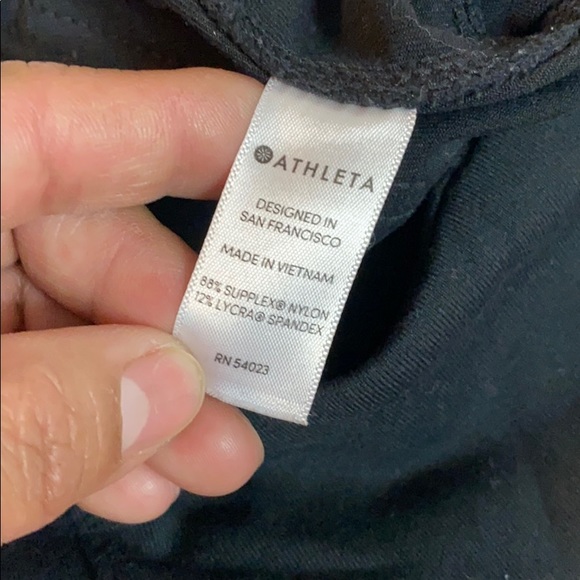 ATHLETA
DESIGNED IN
SAN FRANCISCO
MADE IN VIETNAM
88% SUPPLEX® NYLON
12% LYCRA® SPANDEX
RN 54023